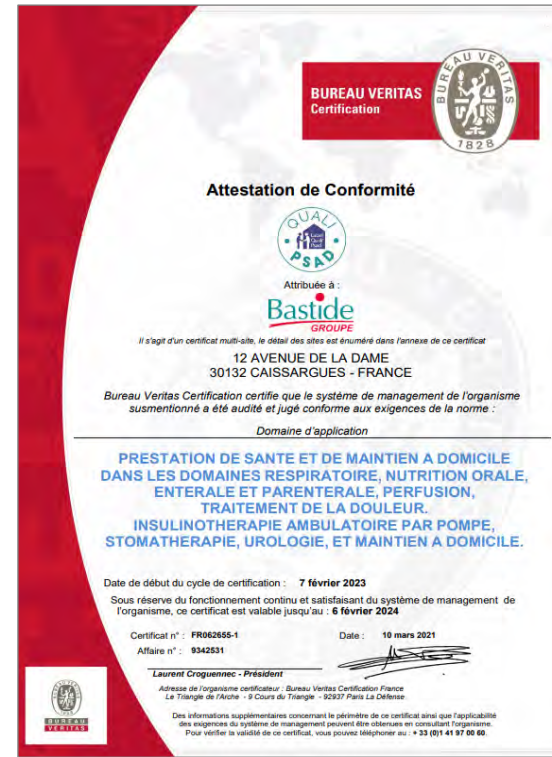 BUREAU VERITAS
Certification
BUREAU VERITAS
1828
Attestation de Conformité
QUALI
PSAD
Attribuée à :
Bastide
GROUPE
Il s'agit d'un certificat multi-site, le détail des sites est énuméré dans l'annexe de ce certificat
12 AVENUE DE LA DAME
30132 CAISSARGUES - FRANCE
Bureau Veritas Certification certifie que le système de management de l'organisme
susmentionné a été audité et jugé conforme aux exigences de la norme :
Domaine d'application
PRESTATION DE SANTE ET DE MAINTIEN A DOMICILE
DANS LES DOMAINES RESPIRATOIRE, NUTRITION ORALE,
ENTERALE ET PARENTERALE, PERFUSION,
TRAITEMENT DE LA DOULEUR.
INSULINOTHERAPIE AMBULATOIRE PAR POMPE,
STOMATHERAPIE, UROLOGIE, ET MAINTIEN A DOMICILE.
Date de début du cycle de certification : 7 février 2023
Sous réserve du fonctionnement continu et satisfaisant du système de management de
l'organisme, ce certificat est valable jusqu'au : 6 février 2024
Certificat n° : FR062655-1 Date : 10 mars 2021
Affaire n° : 9342531
Laurent Croguennec - Président
Adresse de l'organisme certificateur : Bureau Veritas Certification France
Le Triangle de l'Arche - 9 Cours du Triangle - 92937 Paris La Défense
Des informations supplémentaires concernant le périmètre de ce certificat ainsi que l'applicabilité
des exigences du système de management peuvent être obtenues en consultant l'organisme.
Pour vérifier la validité de ce certificat, vous pouvez téléphoner au : + 33 (0)1 41 97 00 60.
BUREAU
VERITAS